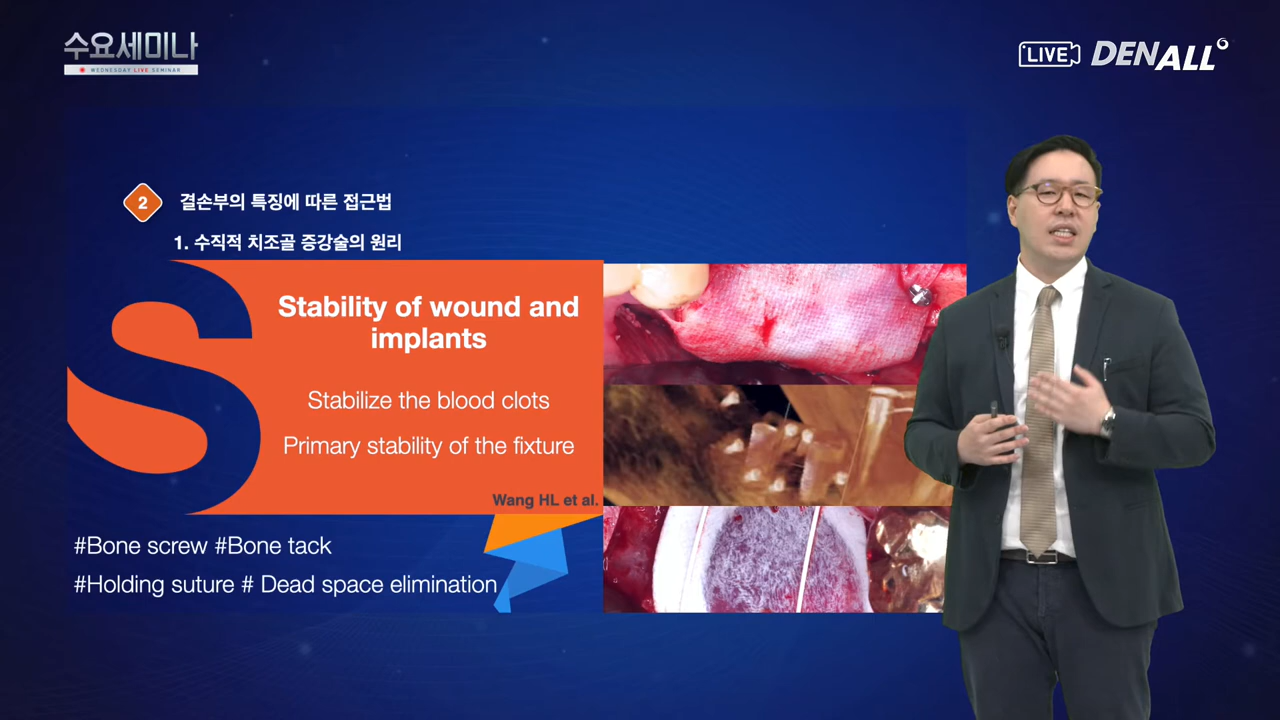 수요세미나
WEDNESDAY LIVE SEMINAR
LIVE
DENALL
2
결손부의 특징에 따른 접근법
1. 수직적 치조골 증강술의 원리
S
Stability of wound and
implants
Stabilize the blood clots
Primary stability of the fixture
Wang HL et al.
#Bone screw #Bone tack
#Holding suture # Dead space elimination